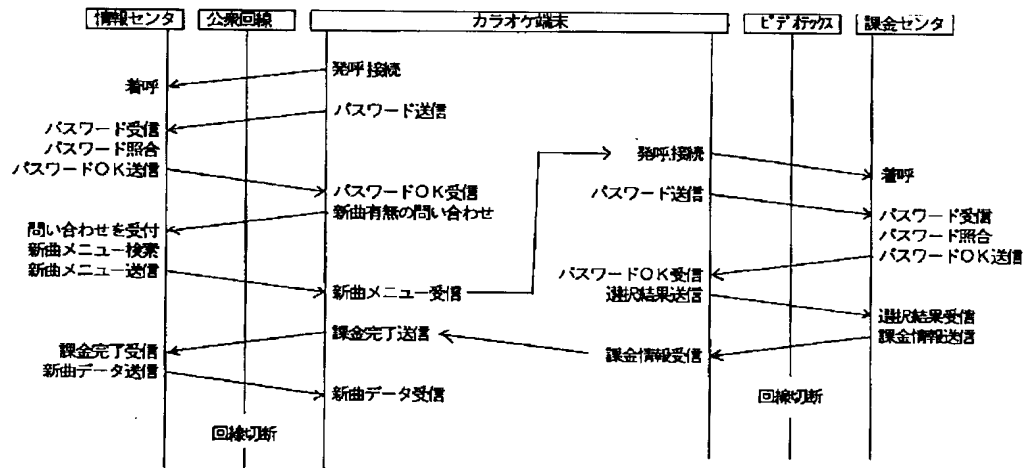 情報センタ 公衆回線 カラオケ端末 ビデオテックス 課金センタ
発呼接続
着呼
パスワード送信
パスワード受信
パスワード照合
パスワードOK送信
パスワードOK受信
新曲有無の問い合わせ
問い合わせを受付
新曲メニュー検索
新曲メニュー送信
新曲メニュー受信
発呼接続
着呼
パスワード送信
パスワード受信
パスワード照合
パスワードOK送信
パスワードOK受信
選択結果送信
選択結果受信
課金情報送信
課金情報受信
課金完了送信
課金完了受信
新曲データ送信
新曲データ受信
回線切断
回線切断